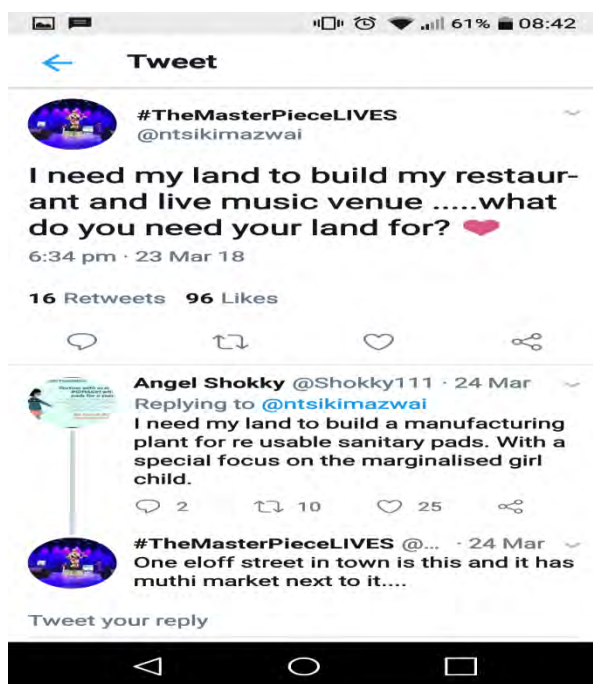 61% 08:42
Tweet
#TheMasterPieceLIVES
@ntsikimazwai
I need my land to build my restaur-
ant and live music venue .....what
do you need your land for?
6:34 pm · 23 Mar 18
16 Retweets 96 Likes
Angel Shokky @Shokky111 · 24 Mar
Replying to @ntsikimazwai
I need my land to build a manufacturing
plant for re usable sanitary pads. With a
special focus on the marginalised girl
child.
2 10 25
#TheMasterPieceLIVES @... · 24 Mar
One eloff street in town is this and it has
muthi market next to it....
Tweet your reply